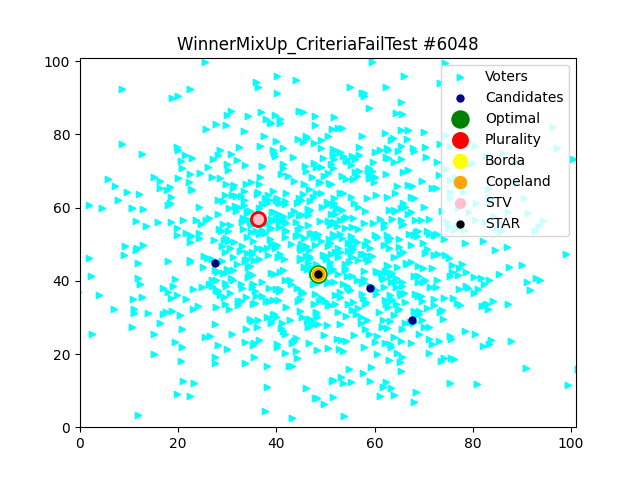 WinnerMixUp_CriteriaFailTest #6048
100
80
60
40
20
0
0 20 40 60 80 100
Voters
Candidates
Optimal
Plurality
Borda
Copeland
STV
STAR